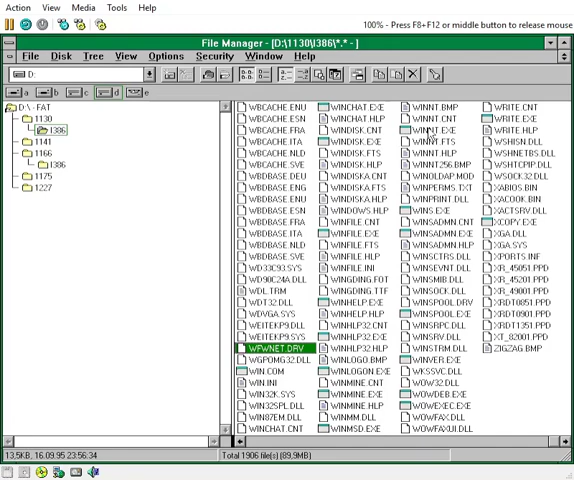 Action View Media Tools Help
100% - Press F8+F12 or middle button to release mouse
File Manager - [D:\1130\I386\*.* - ]
File Disk Tree View Options Security Window Help
D:
a b c d e
D:\ - FAT
1130
I386
1141
1166
I386
1175
1227
WBCACHE.ENU
WBCACHE.ESN
WBCACHE.FRA
WBCACHE.ITA
WBCACHE.NLD
WBCACHE.SVE
WBDBASE.DEU
WBDBASE.ENU
WBDBASE.ESN
WBDBASE.FRA
WBDBASE.ITA
WBDBASE.NLD
WBDBASE.SVE
WD33C93.SYS
WD90C24A.DLL
WDL.TRM
WDT32.DLL
WDVGA.SYS
WEITEKP9.DLL
WEITEKP9.SYS
WFWNET.DRV
WGPOMG32.DLL
WIN.COM
WIN.INI
WIN32K.SYS
WIN32SPL.DLL
WIN87EM.DLL
WINCHAT.CNT
WINCHAT.EXE
WINCHAT.HLP
WINDISK.CNT
WINDISK.EXE
WINDISK.FTS
WINDISK.HLP
WINDISKA.CNT
WINDISKA.FTS
WINDOWS.HLP
WINFILE.CNT
WINFILE.EXE
WINFILE.FTS
WINFILE.HLP
WINFILE.INI
WINGDING.FOT
WINGDING.TTF
WINHELP.EXE
WINHELP.HLP
WINHLP32.CNT
WINHLP32.EXE
WINHLP32.HLP
WINLOGO.BMP
WINLOGON.EXE
WINMINE.CNT
WINMINE.EXE
WINMINE.HLP
WINMM.DLL
WINMSD.EXE
WINNT.BMP
WINNT.CNT
WINNT.EXE
WINNT.FTS
WINNT.HLP
WINNT256.BMP
WINOLDAP.MOD
WINPERMS.TXT
WINPRINT.DLL
WINS.EXE
WINSADMN.CNT
WINSADMN.EXE
WINSADMN.HLP
WINSCTRS.DLL
WINSEVNT.DLL
WINSMIB.DLL
WINSOCK.DLL
WINSPOOL.DRV
WINSPOOL.EXE
WINSRPC.DLL
WINSRV.DLL
WINSTRM.DLL
WINVER.EXE
WKSSVC.DLL
WOW32.DLL
WOWDEB.EXE
WOWEXEC.EXE
WOWFAX.DLL
WOWFAXUI.DLL
WRITE.CNT
WRITE.EXE
WRITE.HLP
WSHISN.DLL
WSHNETBS.DLL
WSHTCPIP.DLL
WSOCK32.DLL
XABIOS.BIN
XACOOK.BIN
XACTSRV.DLL
XCOPY.EXE
XGA.DLL
XGA.SYS
XPORTS.INF
XR_45051.PPD
XR_45201.PPD
XR_49001.PPD
XRDT0851.PPD
XRDT0901.PPD
XRDT1351.PPD
XT_82001.PPD
ZIGZAG.BMP
13,5KB, 16.09.95 23:56:34
Total 1906 file(s) (89,9MB)